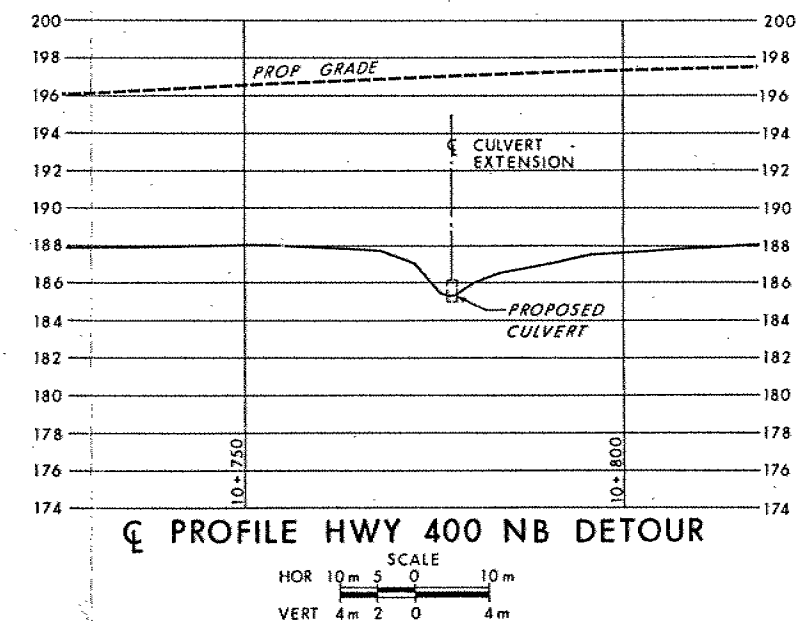 200 200
198 198
PROP GRADE
196 196
194 194
℄ CULVERT
EXTENSION
192 192
190 190
188 188
186 186
PROPOSED
CULVERT
184 184
182 182
180 180
178 178
10+750 10+800
176 176
174 174
℄ PROFILE HWY 400 NB DETOUR
SCALE
HOR 10m 5 0 10m
VERT 4m 2 0 4m